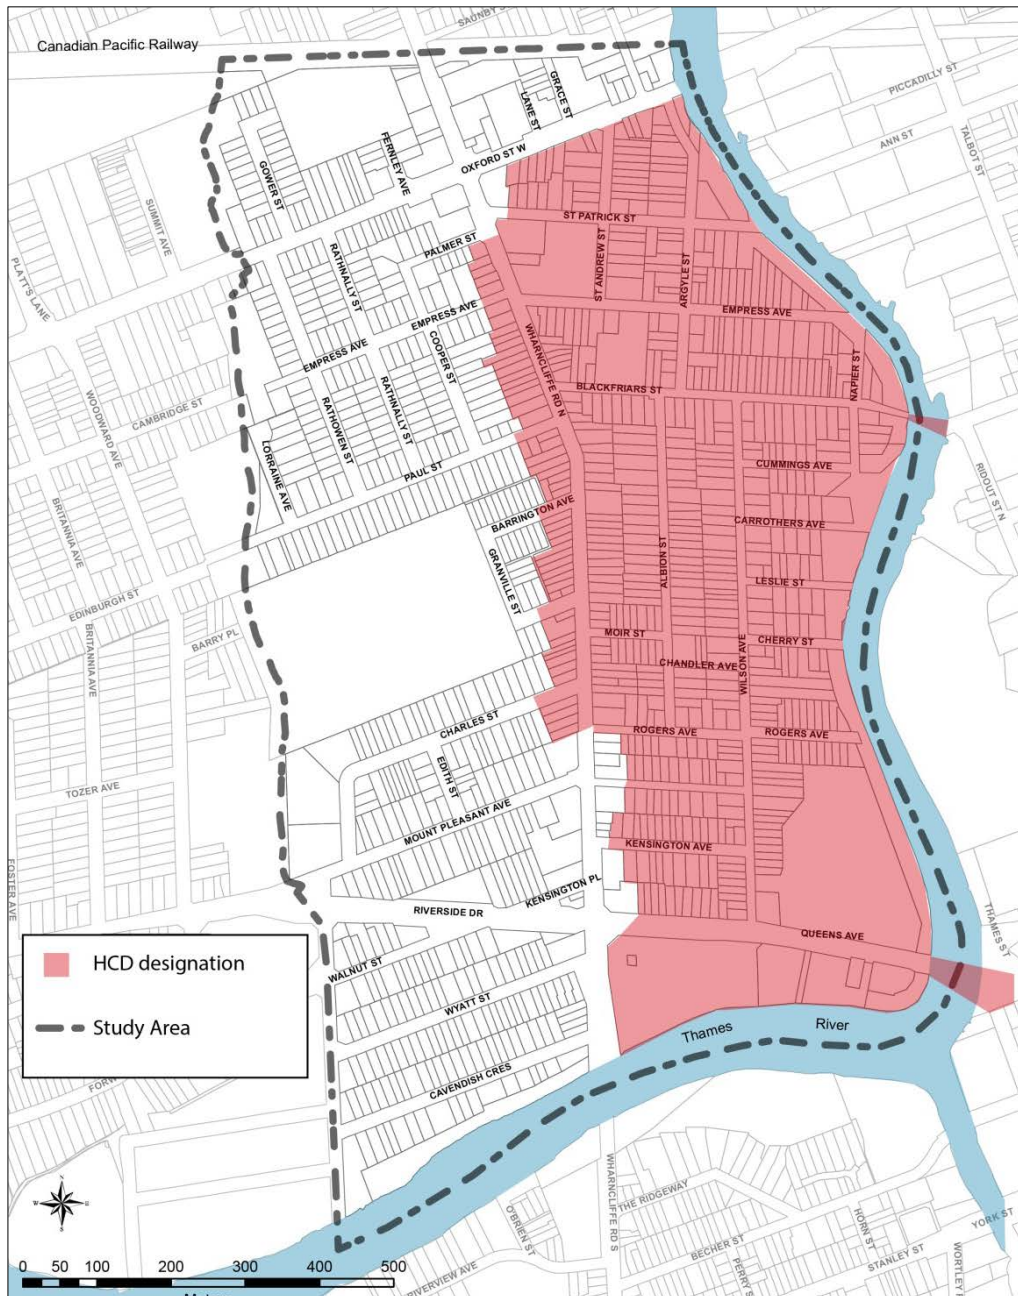 SAUNBY ST
Canadian Pacific Railway
PICCADILLY ST
GRACE ST
LANE ST
ANN ST
TALBOT ST
FERNLEY AVE
OXFORD ST W
GOWER ST
SUMMIT AVE
ST PATRICK ST
PALMER ST
ST ANDREW ST
ARGYLE ST
PLATT'S LANE
RATHNALLY ST
EMPRESS AVE
EMPRESS AVE
EMPRESS AVE
COOPER ST
WHARNCLIFFE RD N
NAPIER ST
BLACKFRIARS ST
CAMBRIDGE ST
WOODWARD AVE
RATHOWEN ST
RATHNALLY ST
LORRAINE AVE
PAUL ST
CUMMINGS AVE
RIDOUT ST N
BRITANNIA AVE
BARRINGTON AVE
CARROTHERS AVE
ALBION ST
GRANVILLE ST
LESLIE ST
EDINBURGH ST
BARRY PL
BRITANNIA AVE
MOIR ST
CHERRY ST
CHANDLER AVE
WILSON AVE
CHARLES ST
ROGERS AVE
ROGERS AVE
EDITH ST
TOZER AVE
MOUNT PLEASANT AVE
KENSINGTON AVE
FOSTER AVE
KENSINGTON PL
RIVERSIDE DR
QUEENS AVE
THAMES ST
HCD designation
WALNUT ST
WYATT ST
Study Area
Thames River
CAVENDISH CRES
FORW
N
W E
S
WHARNCLIFFE RD S
THE RIDGEWAY
O'BRIEN ST
BECHER ST
HORN ST
YORK ST
STANLEY ST
PERRY S
WORTLEY R
RIVERVIEW AVE
0 50 100 200 300 400 500